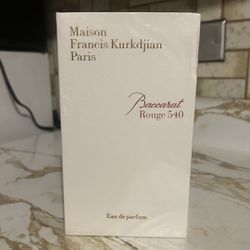 Maison
Francis Kurkdjian
Paris
Baccarat
Rouge 540
Eau de parfum